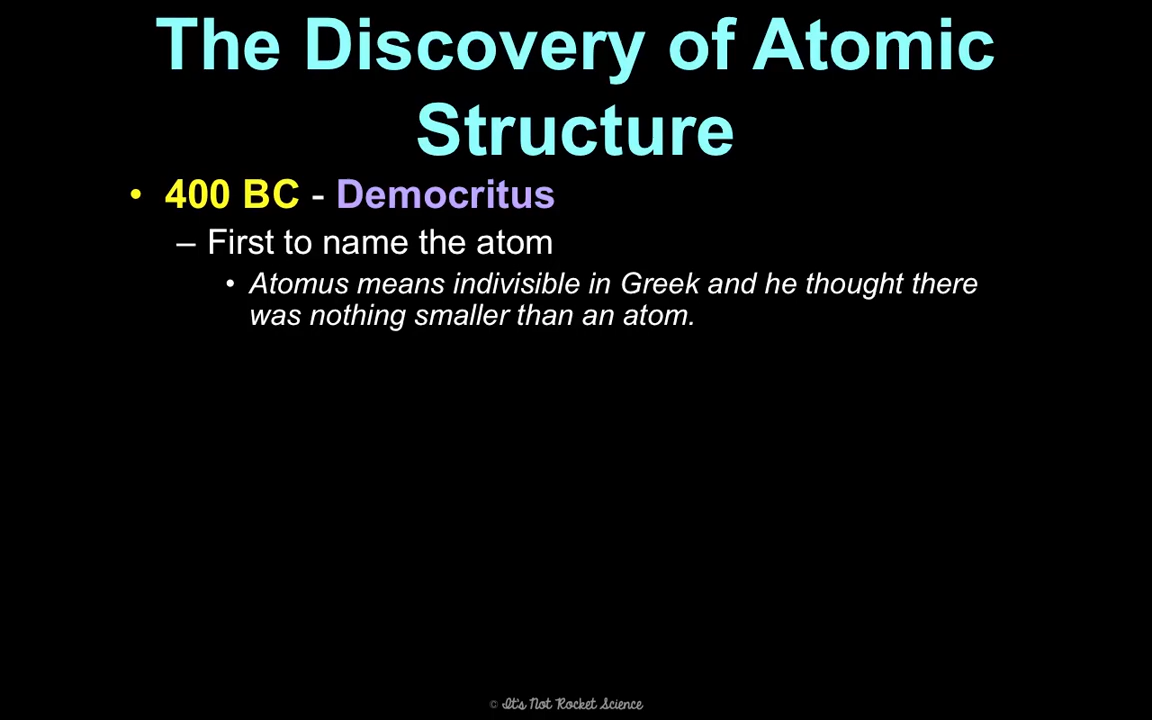 The Discovery of Atomic
Structure
• 400 BC - Democritus
– First to name the atom
• Atomus means indivisible in Greek and he thought there
was nothing smaller than an atom.
© It's Not Rocket Science